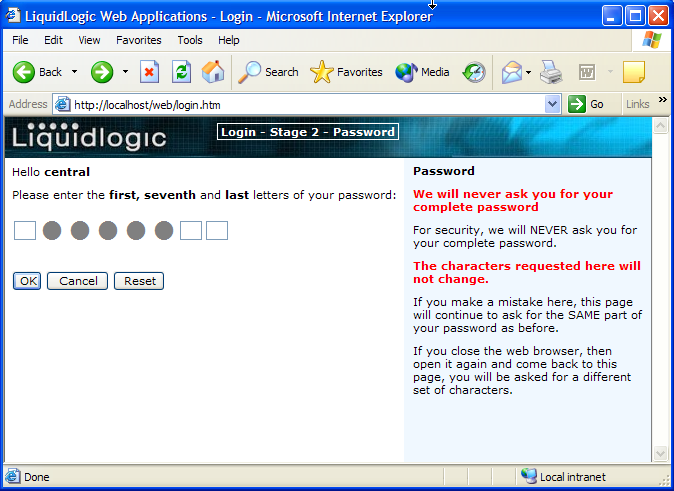 LiquidLogic Web Applications - Login - Microsoft Internet Explorer
File Edit View Favorites Tools Help
Back Search Favorites Media
Address http://localhost/web/login.htm Go Links »
Liquidlogic
Login - Stage 2 - Password
Hello central
Please enter the first, seventh and last letters of your password:
OK Cancel Reset
Password
We will never ask you for your
complete password
For security, we will NEVER ask you for
your complete password.
The characters requested here will
not change.
If you make a mistake here, this page
will continue to ask for the SAME part of
your password as before.
If you close the web browser, then
open it again and come back to this
page, you will be asked for a different
set of characters.
Done Local intranet